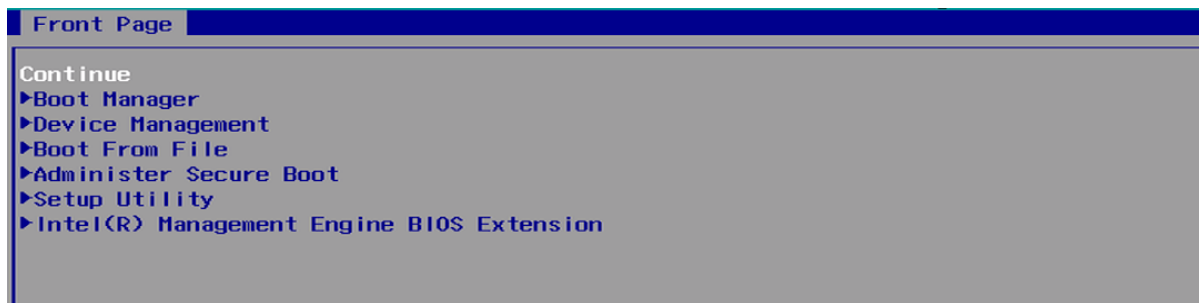 Front Page
Continue
▶Boot Manager
▶Device Management
▶Boot From File
▶Administer Secure Boot
▶Setup Utility
▶Intel(R) Management Engine BIOS Extension